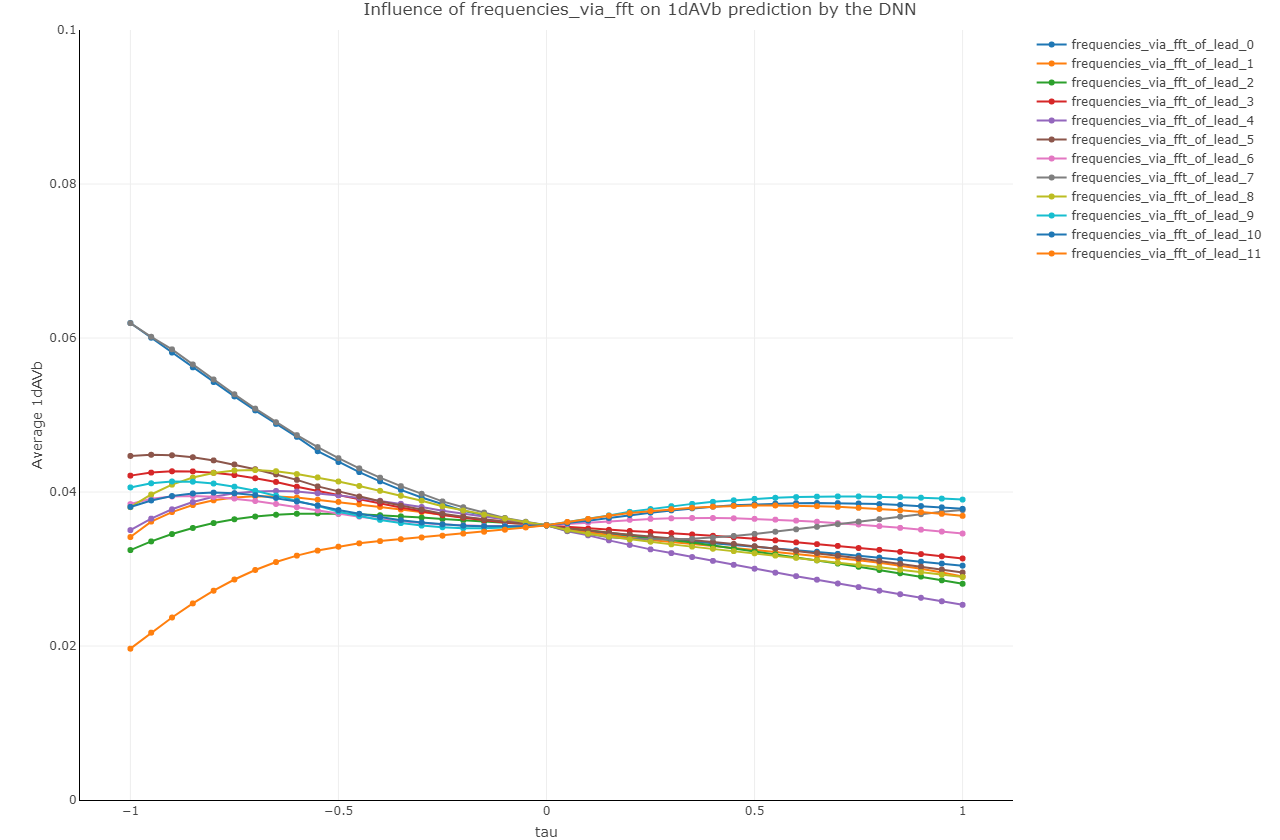 Influence of frequencies_via_fft on 1dAVb prediction by the DNN
0.1
0.08
0.06
0.04
0.02
0
Average 1dAVb
−1
−0.5
0
0.5
1
tau
frequencies_via_fft_of_lead_0
frequencies_via_fft_of_lead_1
frequencies_via_fft_of_lead_2
frequencies_via_fft_of_lead_3
frequencies_via_fft_of_lead_4
frequencies_via_fft_of_lead_5
frequencies_via_fft_of_lead_6
frequencies_via_fft_of_lead_7
frequencies_via_fft_of_lead_8
frequencies_via_fft_of_lead_9
frequencies_via_fft_of_lead_10
frequencies_via_fft_of_lead_11